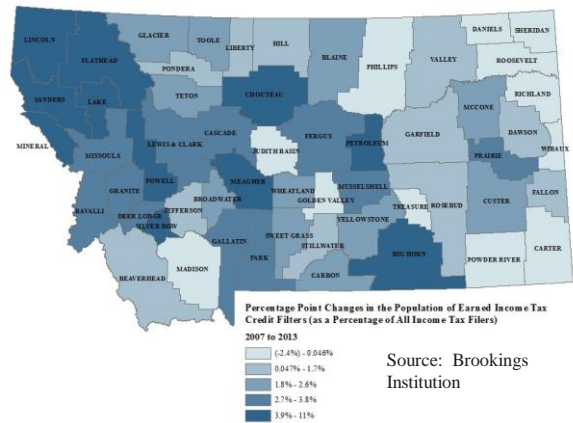 DANIELS SHERIDAN
LINCOLN GLACIER TOOLE LIBERTY HILL BLAINE PHILLIPS VALLEY ROOSEVELT
FLATHEAD PONDERA RICHLAND
SANDERS LAKE TETON CHOUTEAU MCCONE
MINERAL MISSOULA LEWIS & CLARK CASCADE JUDITH BASIN FERGUS PETROLEUM GARFIELD DAWSON WIBAUX
PRAIRIE
POWELL MEAGHER WHEATLAND MUSSELSHELL
GRANITE BROADWATER GOLDEN VALLEY TREASURE ROSEBUD CUSTER FALLON
RAVALLI DEER LODGE JEFFERSON
SILVER BOW GALLATIN SWEET GRASS YELLOWSTONE
PARK STILLWATER BIG HORN CARTER
BEAVERHEAD MADISON CARBON POWDER RIVER
Percentage Point Changes in the Population of Earned Income Tax
Credit Filters (as a Percentage of All Income Tax Filers)
2007 to 2013
(-2.4%) - 0.046%
0.047% - 1.7%
1.8% - 2.6%
2.7% - 3.8%
3.9% - 11%
Source: Brookings
Institution